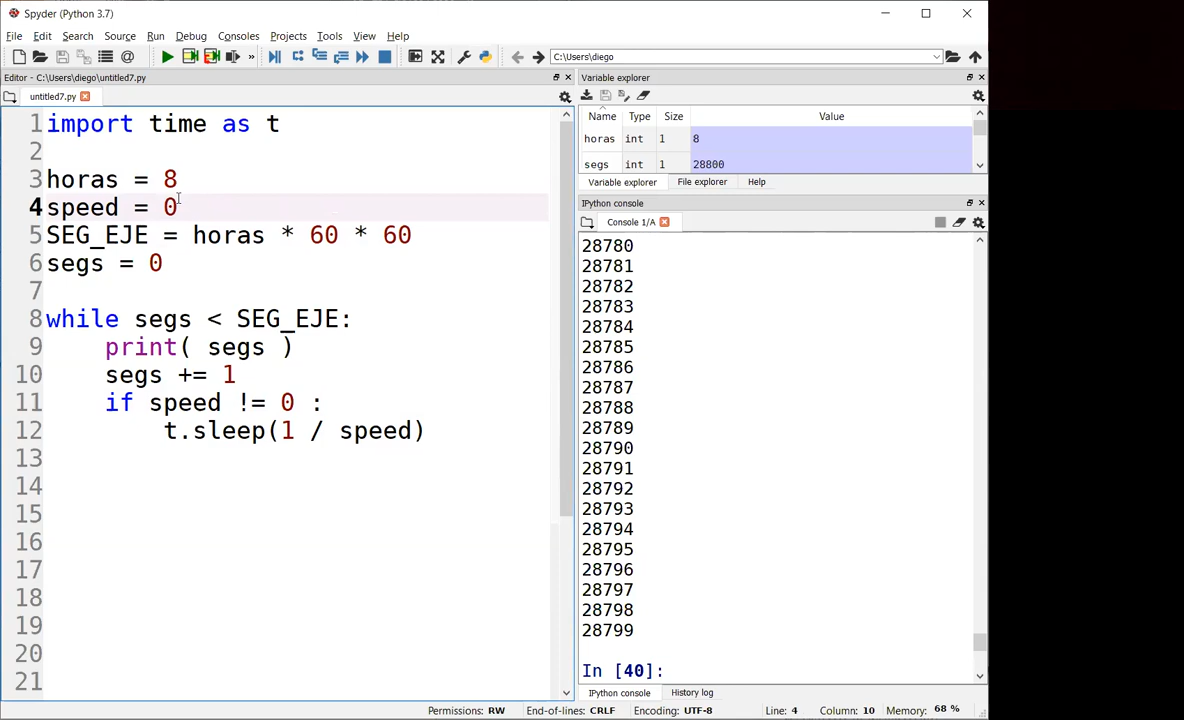 Spyder (Python 3.7)
File Edit Search Source Run Debug Consoles Projects Tools View Help
C:\Users\diego
Editor - C:\Users\diego\untitled7.py
untitled7.py
1 import time as t
2
3 horas = 8
4 speed = 0
5 SEG_EJE = horas * 60 * 60
6 segs = 0
7
8 while segs < SEG_EJE:
9 print( segs )
10 segs += 1
11 if speed != 0 :
12 t.sleep(1 / speed)
13
14
15
16
17
18
19
20
21
Variable explorer
Name Type Size Value
horas int 1 8
segs int 1 28800
Variable explorer File explorer Help
IPython console
Console 1/A
28780
28781
28782
28783
28784
28785
28786
28787
28788
28789
28790
28791
28792
28793
28794
28795
28796
28797
28798
28799
In [40]:
IPython console History log
Permissions: RW End-of-lines: CRLF Encoding: UTF-8 Line: 4 Column: 10 Memory: 68 %